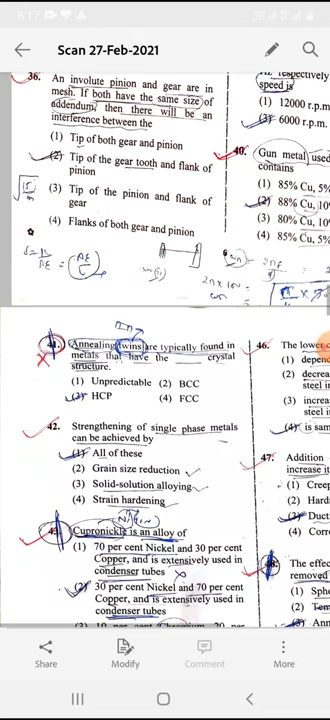 8:17
Scan 27-Feb-2021
36. An involute pinion and gear are in
mesh. If both have the same size of
addendum, then there will be an
interference between the
(1) Tip of both gear and pinion
(2) Tip of the gear tooth and flank of
pinion
(3) Tip of the pinion and flank of
gear
(4) Flanks of both gear and pinion
respectively
speed is
(1) 12000 r.p.m.
(3) 6000 r.p.m.
40. Gun metal used
contains
(1) 85% Cu, 5%
(2) 88% Cu, 10%
(3) 80% Cu, 10
(4) 85% Cu, 5%
41. Annealing twins are typically found in
metals that have the ____ crystal
structure.
(1) Unpredictable (2) BCC
(3) HCP (4) FCC
42. Strengthening of single phase metals
can be achieved by
(1) All of these
(2) Grain size reduction
(3) Solid-solution alloying
(4) Strain hardening
43. Cupronickle is an alloy of
(1) 70 per cent Nickel and 30 per cent
Copper, and is extensively used in
condenser tubes
(2) 30 per cent Nickel and 70 per cent
Copper, and is extensively used in
condenser tubes
46. The lower c
(1) depend
(2) decrea
steel in
(3) increa
steel i
(4) is sam
47. Addition
increase it
(1) Creep
(2) Hard
(3) Duct
(4) Corr
48. The effec
removed
(1) Sphe
(2) Tem
(3) Ann
Share
Modify
Comment
More